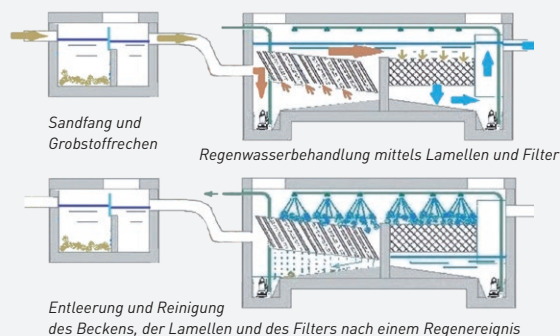 Sandfang und
Grobstoffrechen
Regenwasserbehandlung mittels Lamellen und Filter
Entleerung und Reinigung
des Beckens, der Lamellen und des Filters nach einem Regenereignis